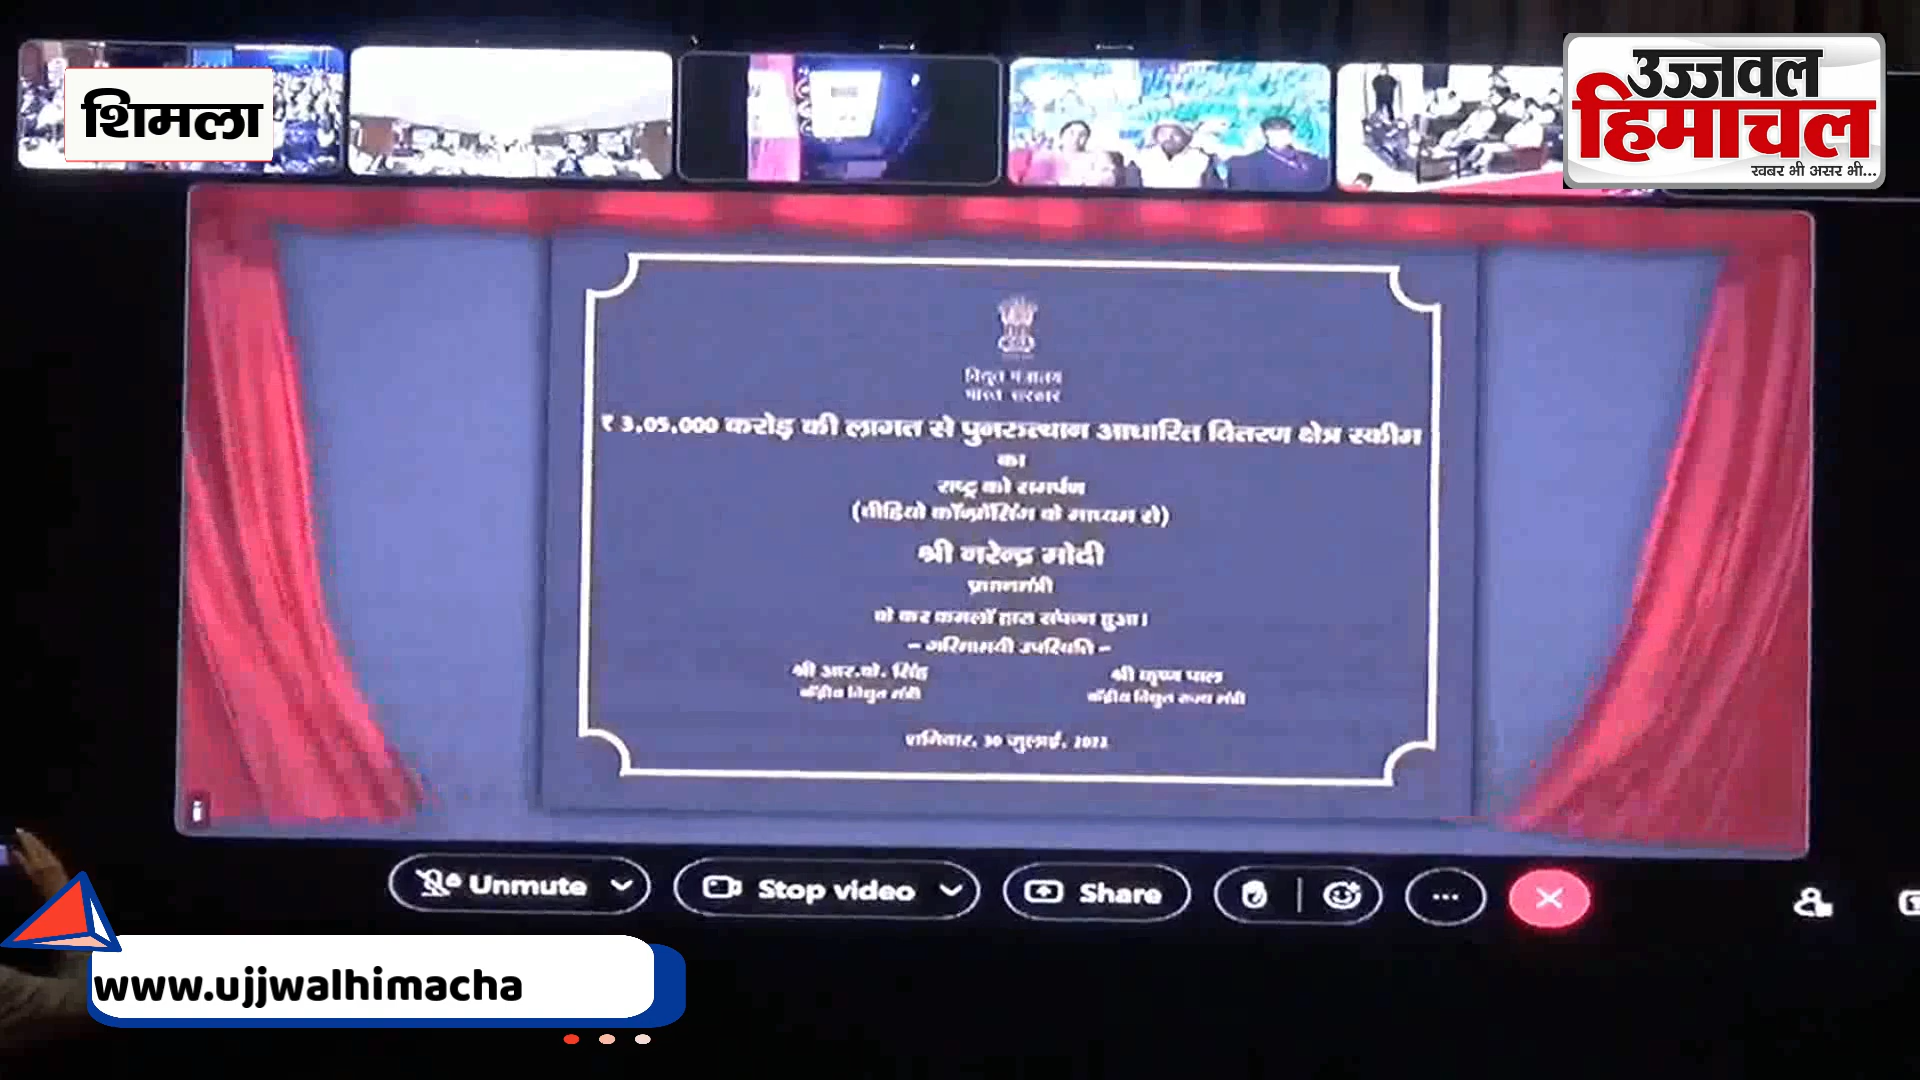 शिमला
उज्जवल
हिमाचल
खबर भी असर भी...
विद्युत मंत्रालय
भारत सरकार
₹ 3,05,000 करोड़ की लागत से पुनरुत्थान आधारित वितरण क्षेत्र स्कीम
का
राष्ट्र को समर्पण
(वीडियो कॉन्फ्रेंसिंग के माध्यम से)
श्री नरेन्द्र मोदी
प्रधानमंत्री
के कर कमलों द्वारा संपन्न हुआ।
– गरिमामयी उपस्थिति –
श्री आर.के. सिंह
श्री कृष्ण पाल
केंद्रीय विद्युत मंत्री
केंद्रीय विद्युत राज्य मंत्री
शनिवार, 30 जुलाई, 2022
Unmute
Stop video
Share
www.ujjwalhimacha